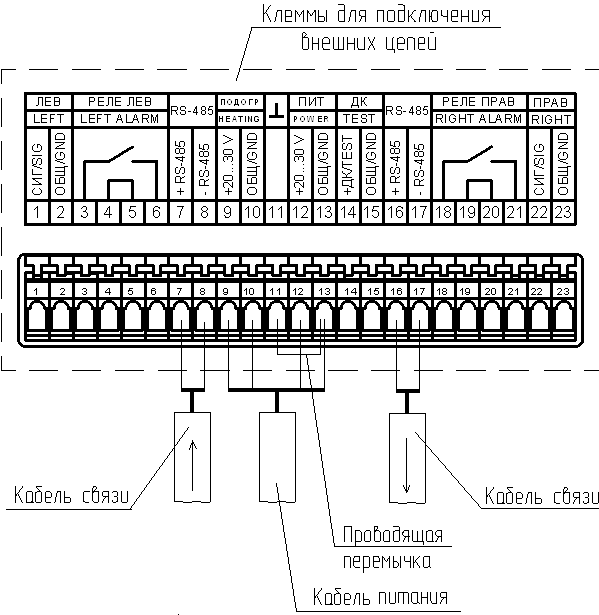 Клеммы для подключения
внешних цепей
ЛЕВ РЕЛЕ ЛЕВ RS-485 ПОДОГР ⊥ ПИТ ДК RS-485 РЕЛЕ ПРАВ ПРАВ
LEFT LEFT ALARM HEATING POWER TEST RIGHT ALARM RIGHT
СИГ/SIG ОБЩ/GND + RS-485 - RS-485 +20...30 V ОБЩ/GND +20...30 V ОБЩ/GND +ДК/TEST ОБЩ/GND + RS-485 - RS-485 СИГ/SIG ОБЩ/GND
1 2 3 4 5 6 7 8 9 10 11 12 13 14 15 16 17 18 19 20 21 22 23
1 2 3 4 5 6 7 8 9 10 11 12 13 14 15 16 17 18 19 20 21 22 23
Кабель связи
Кабель связи
Проводящая
перемычка
Кабель питания